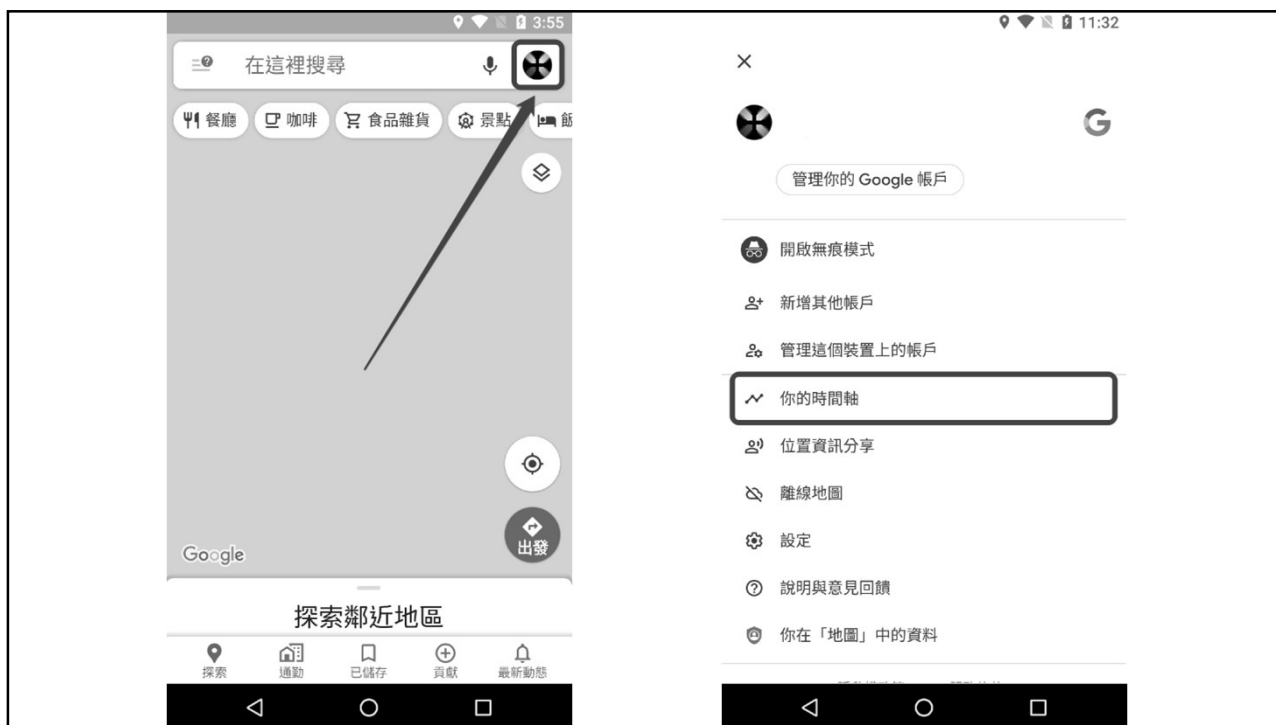 3:55
在這裡搜尋
餐廳 咖啡 食品雜貨 景點 飯
Google
出發
探索鄰近地區
探索 通勤 已儲存 貢獻 最新動態
11:32
G
管理你的 Google 帳戶
開啟無痕模式
新增其他帳戶
管理這個裝置上的帳戶
你的時間軸
位置資訊分享
離線地圖
設定
說明與意見回饋
你在「地圖」中的資料